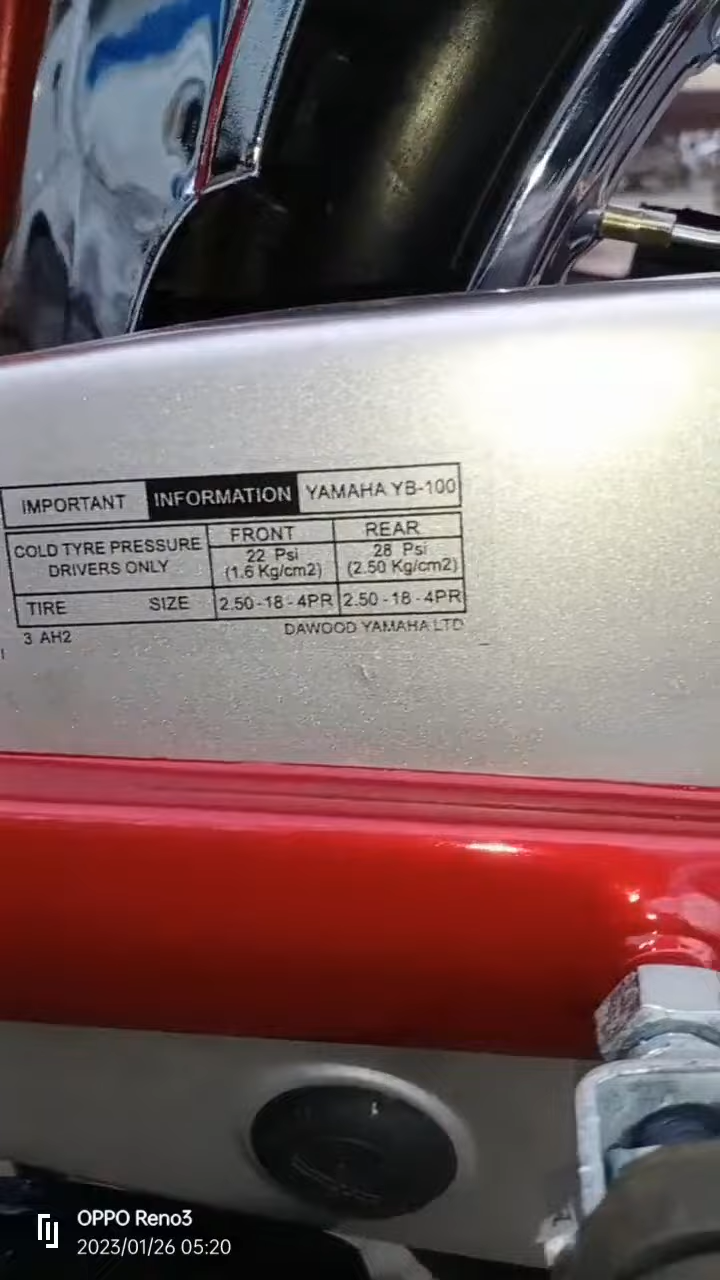 IMPORTANT INFORMATION YAMAHA YB-100
COLD TYRE PRESSURE DRIVERS ONLY FRONT REAR
22 Psi (1.6 Kg/cm2) 28 Psi (2.50 Kg/cm2)
TIRE SIZE 2.50-18-4PR 2.50-18-4PR
3 AH2 DAWOOD YAMAHA LTD
OPPO Reno3
2023/01/26 05:20